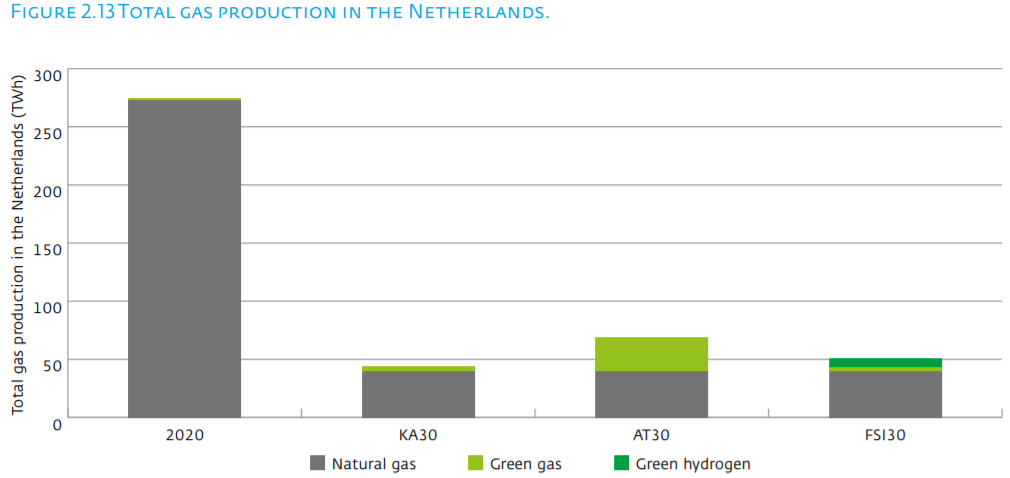 FIGURE 2.13 TOTAL GAS PRODUCTION IN THE NETHERLANDS.
Total gas production in the Netherlands (TWh)
300
250
200
150
100
50
0
2020 KA30 AT30 FSI30
Natural gas Green gas Green hydrogen